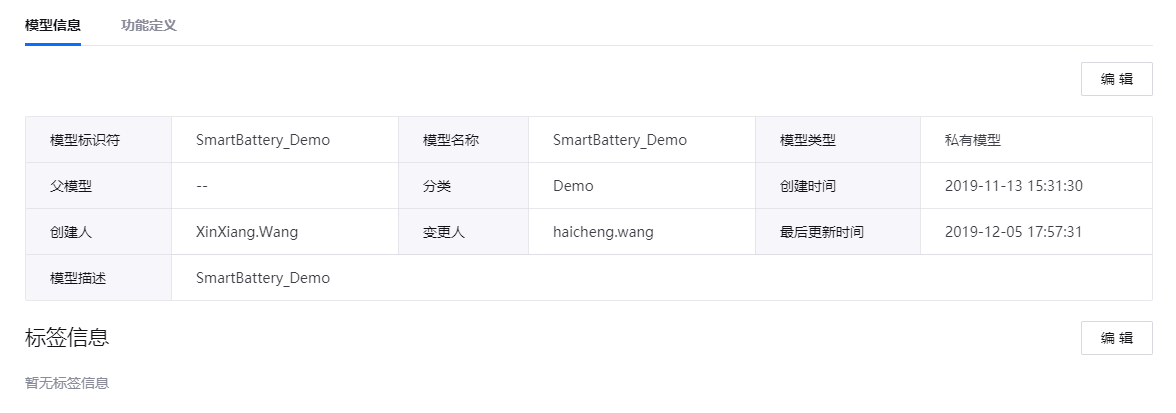 模型信息 功能定义
编 辑
模型标识符 SmartBattery_Demo 模型名称 SmartBattery_Demo 模型类型 私有模型
父模型 -- 分类 Demo 创建时间 2019-11-13 15:31:30
创建人 XinXiang.Wang 变更人 haicheng.wang 最后更新时间 2019-12-05 17:57:31
模型描述 SmartBattery_Demo
标签信息 编 辑
暂无标签信息